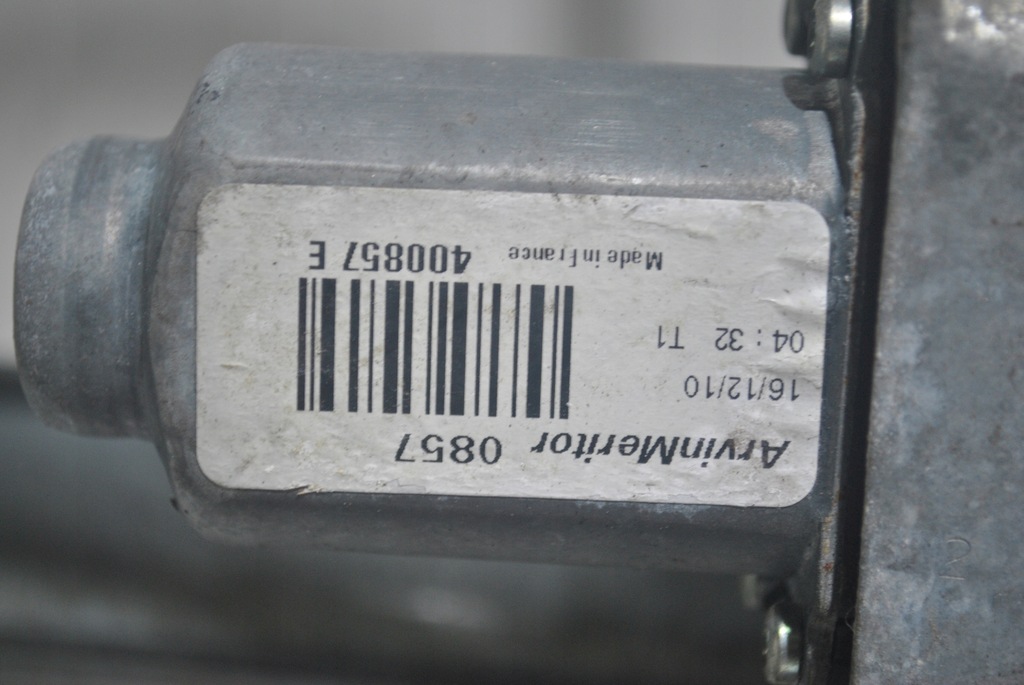 ArvinMeritor 0857
16/12/10
04 : 32 T1
Made in France 400857 E